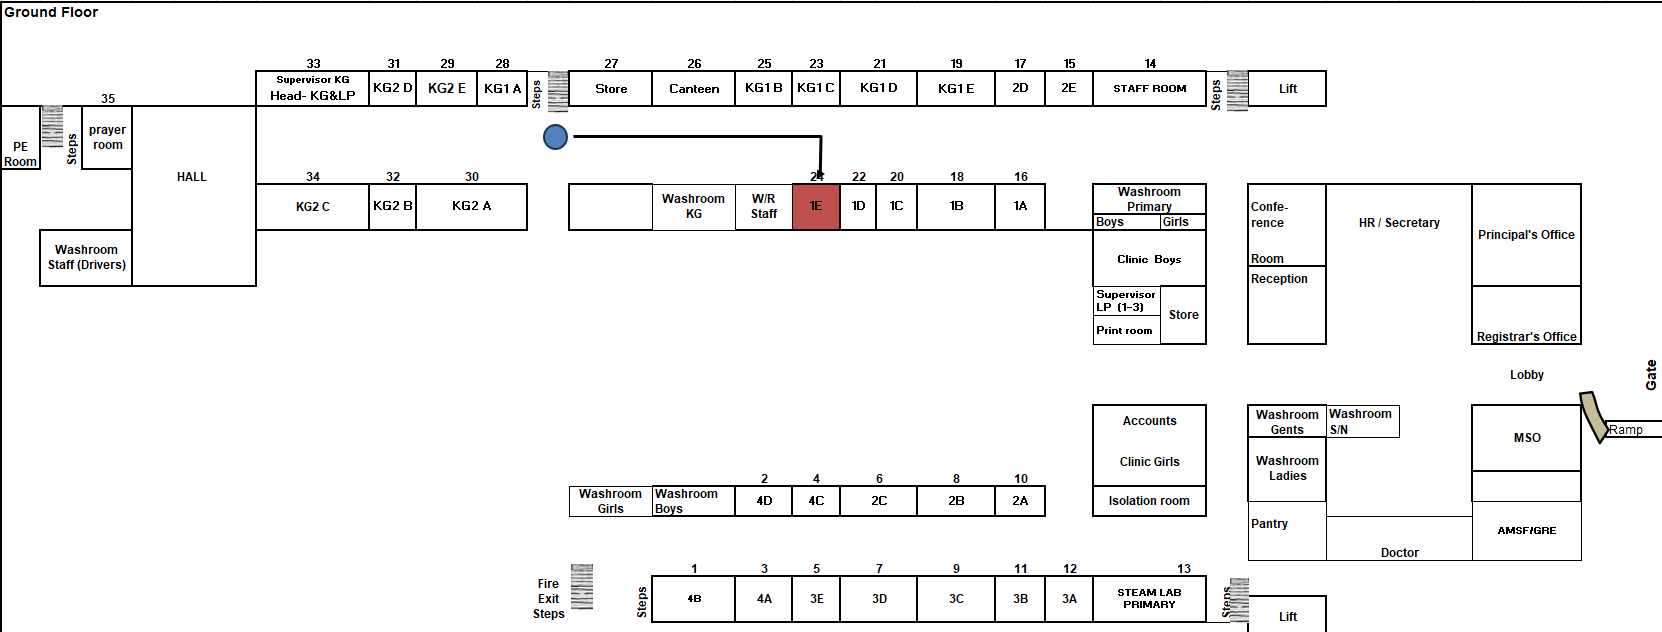 Ground Floor
33 31 29 28 27 26 25 23 21 19 17 15 14
Supervisor KG
Head- KG&LP
KG2 D
KG2 E
KG1 A
Steps
Store
Canteen
KG1 B
KG1 C
KG1 D
KG1 E
2D
2E
STAFF ROOM
Steps
Lift
35
PE
Room
Steps
prayer
room
HALL
34 32 30 24 22 20 18 16
KG2 C
KG2 B
KG2 A
Washroom
KG
W/R
Staff
1E
1D
1C
1B
1A
Washroom
Primary
Boys
Girls
Clinic Boys
Supervisor
LP (1-3)
Print room
Store
Confe-
rence
Room
Reception
HR / Secretary
Principal's Office
Registrar's Office
Washroom
Staff (Drivers)
Lobby
Gate
Ramp
Accounts
Clinic Girls
Isolation room
Washroom
Gents
Washroom
S/N
Washroom
Ladies
Pantry
Doctor
MSO
AMSF/GRE
2 4 6 8 10
Washroom
Girls
Washroom
Boys
4D
4C
2C
2B
2A
1 3 5 7 9 11 12 13
Fire
Exit
Steps
Steps
4B
4A
3E
3D
3C
3B
3A
STEAM LAB
PRIMARY
Steps
Lift